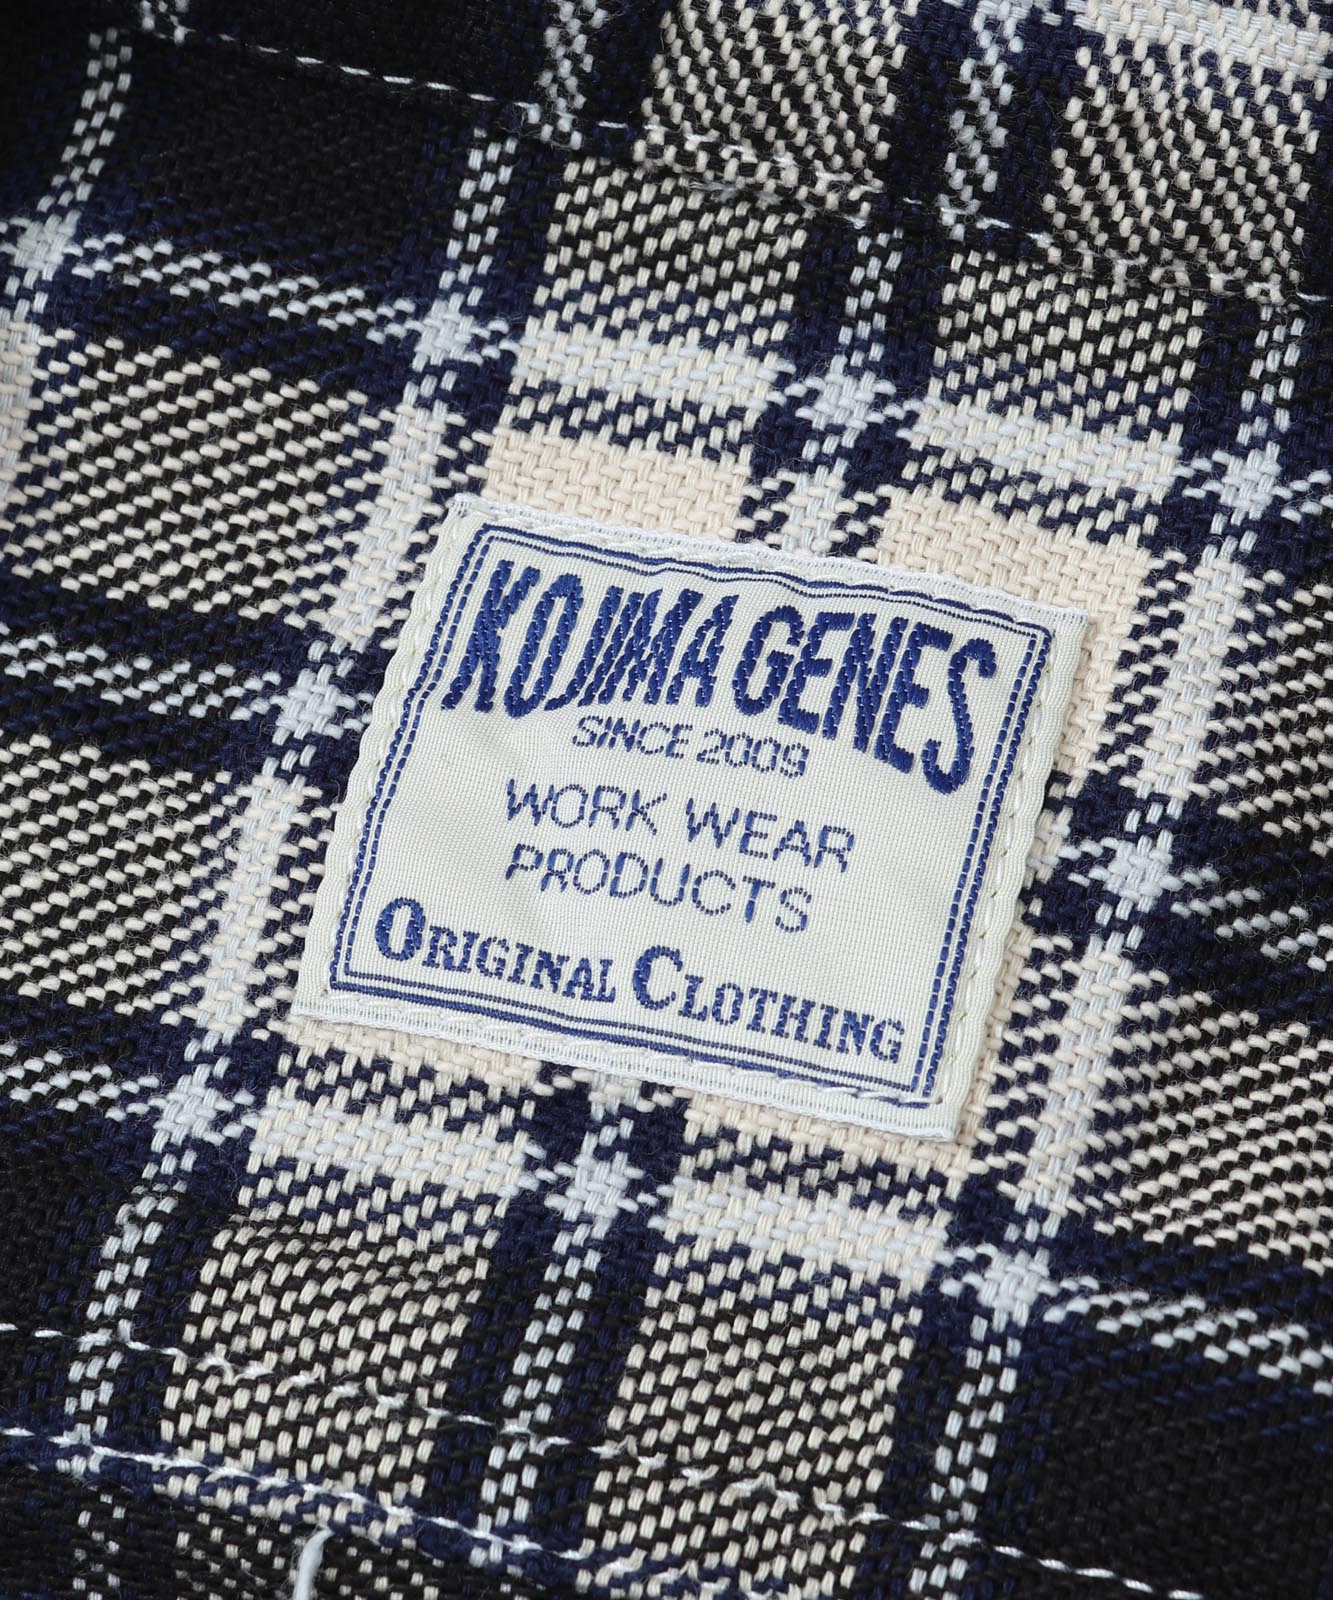 KOJIMA GENES
SINCE 2009
WORK WEAR
PRODUCTS
ORIGINAL CLOTHING